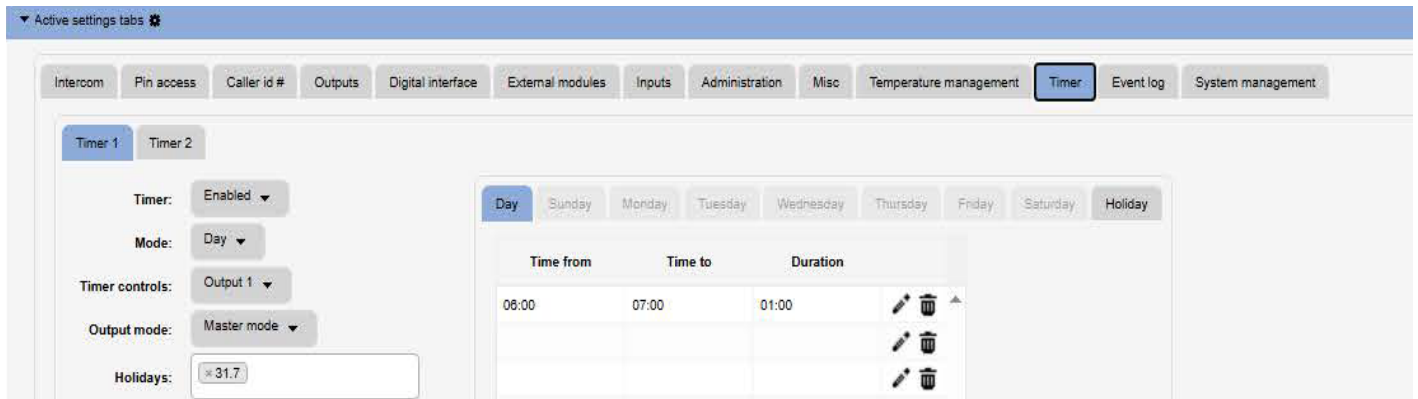 Active settings tabs
Intercom Pin access Caller id # Outputs Digital interface External modules Inputs Administration Misc Temperature management Timer Event log System management
Timer 1 Timer 2
Timer: Enabled
Mode: Day
Timer controls: Output 1
Output mode: Master mode
Holidays: × 31.7
Day Sunday Monday Tuesday Wednesday Thursday Friday Saturday Holiday
Time from Time to Duration
06:00 07:00 01:00